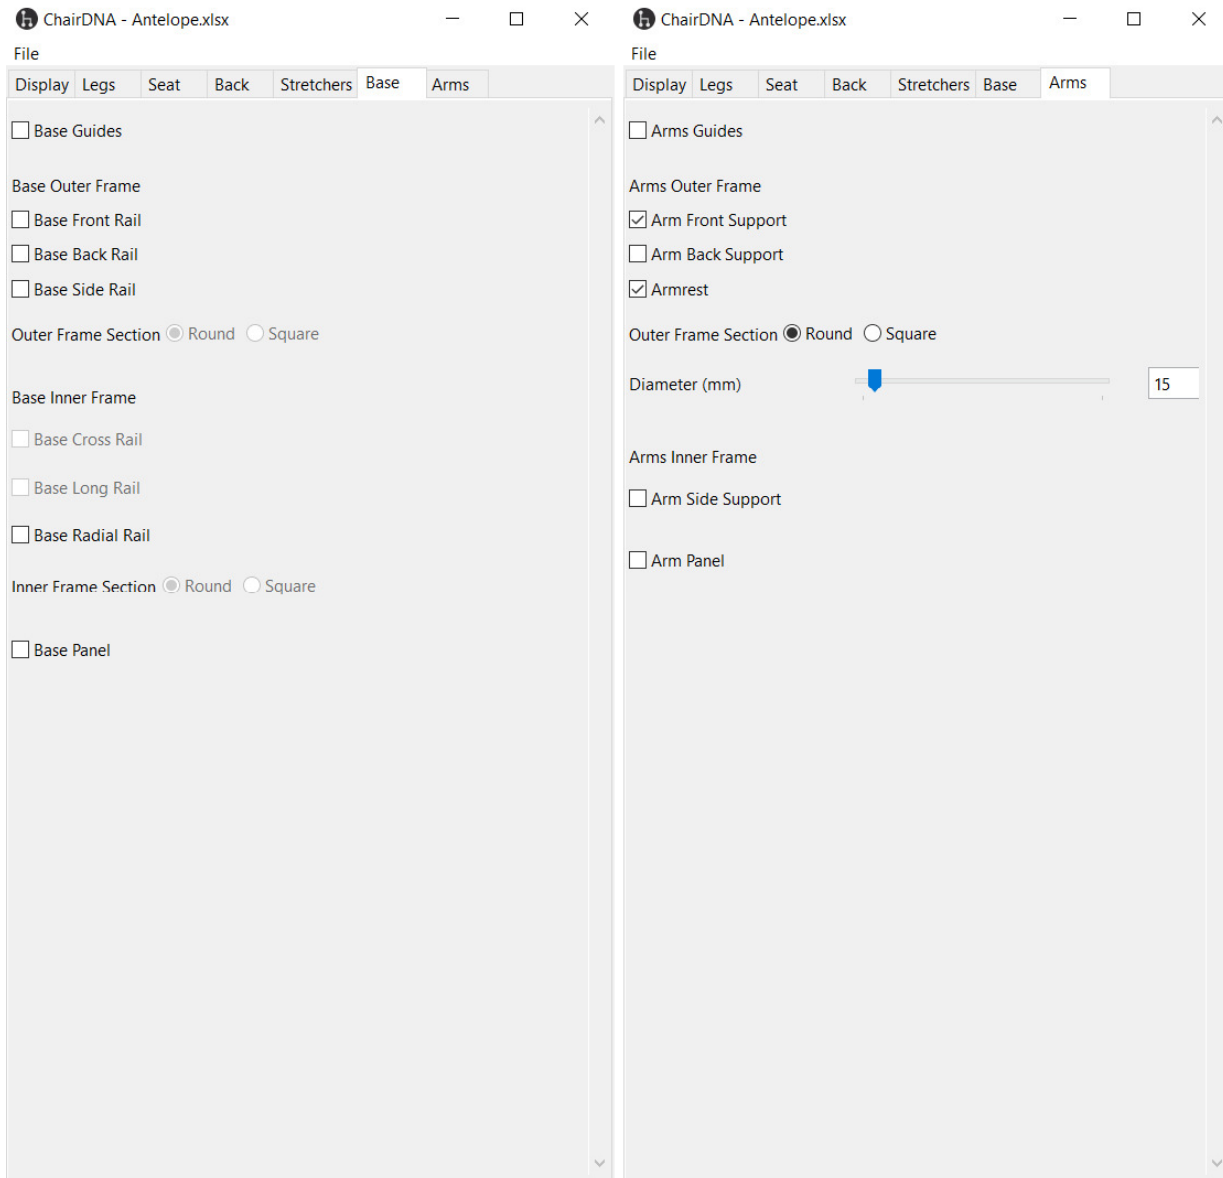 ChairDNA - Antelope.xlsx
File
Display Legs Seat Back Stretchers Base Arms
Base Guides
Base Outer Frame
Base Front Rail
Base Back Rail
Base Side Rail
Outer Frame Section Round Square
Base Inner Frame
Base Cross Rail
Base Long Rail
Base Radial Rail
Inner Frame Section Round Square
Base Panel
ChairDNA - Antelope.xlsx
File
Display Legs Seat Back Stretchers Base Arms
Arms Guides
Arms Outer Frame
Arm Front Support
Arm Back Support
Armrest
Outer Frame Section Round Square
Diameter (mm) 15
Arms Inner Frame
Arm Side Support
Arm Panel